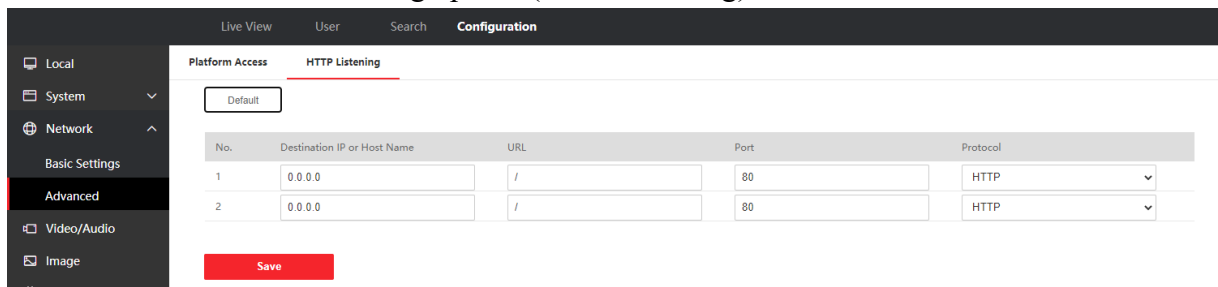 Live View User Search Configuration
Local
Platform Access HTTP Listening
System
Default
Network
No. Destination IP or Host Name URL Port Protocol
Basic Settings
1 0.0.0.0 / 80 HTTP
Advanced
2 0.0.0.0 / 80 HTTP
Video/Audio
Image
Save